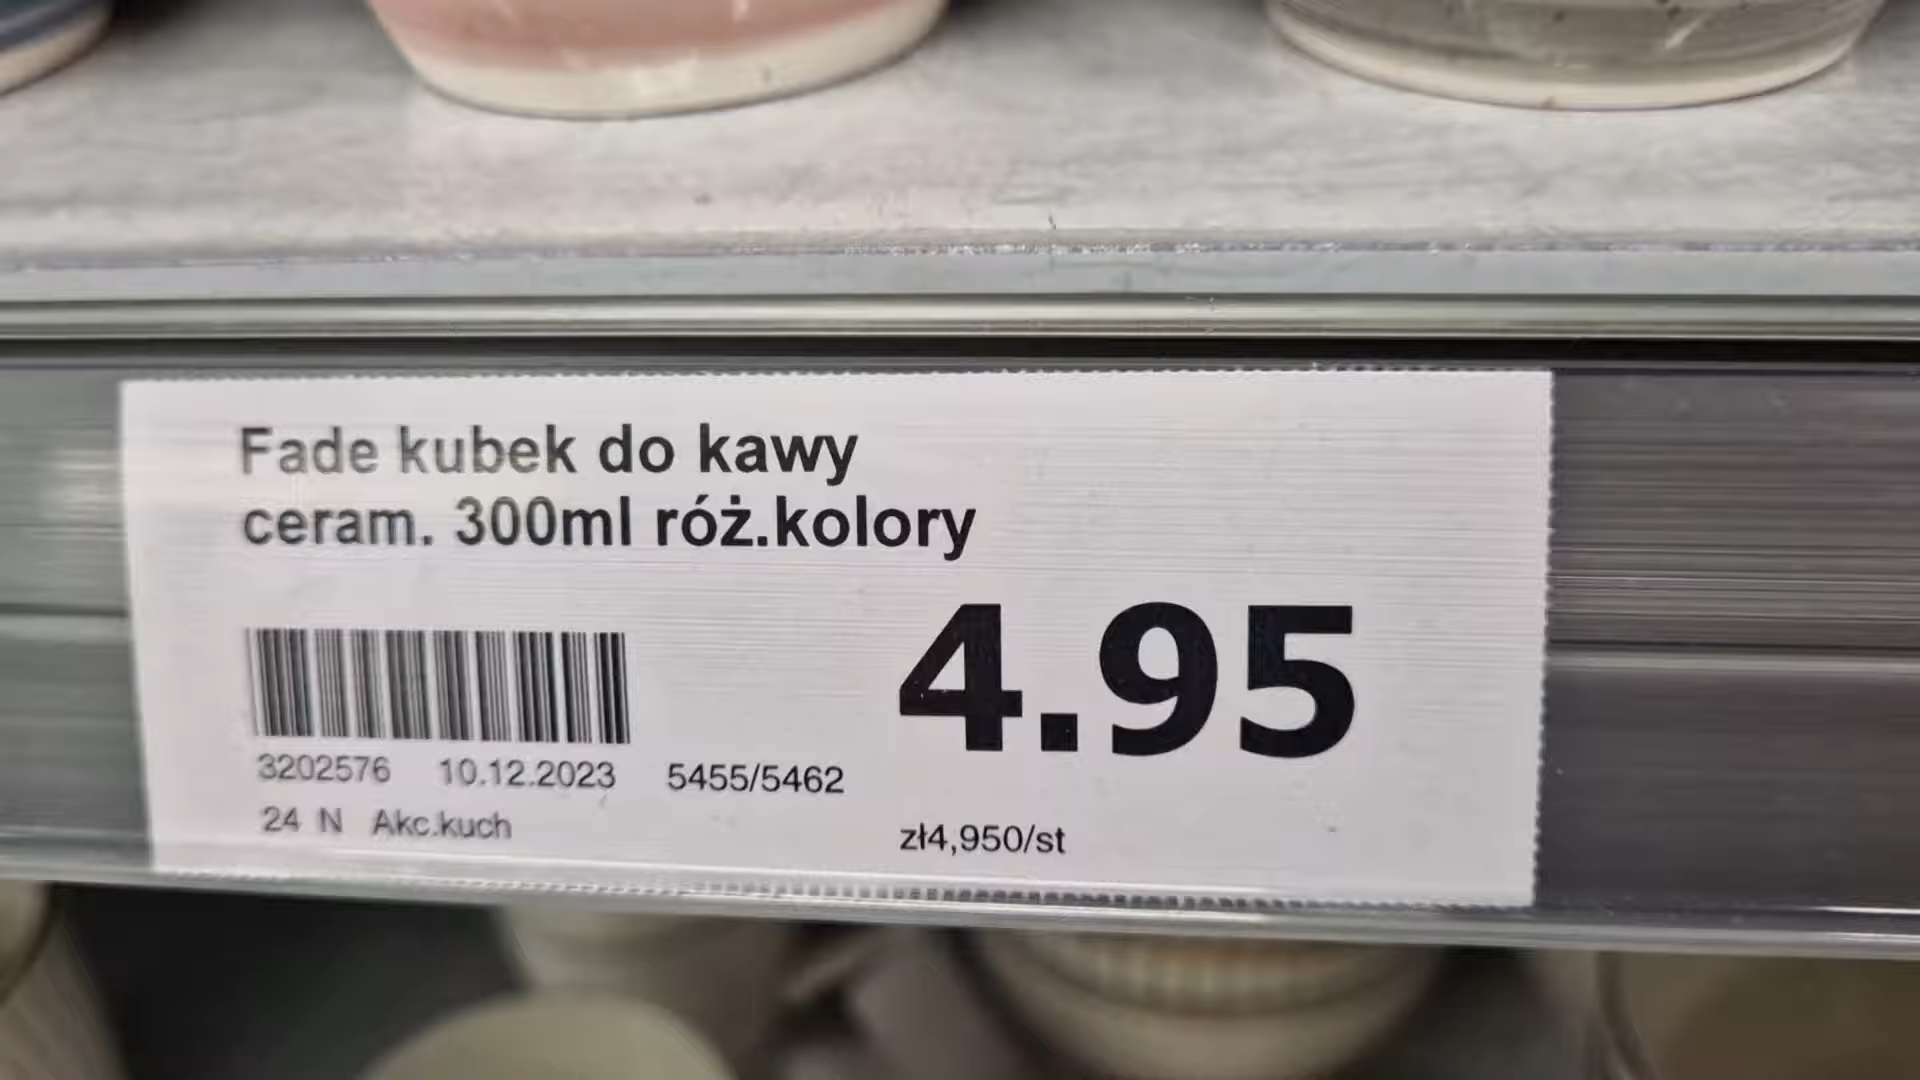 Fade kubek do kawy
ceram. 300ml róż.kolory
4.95
3202576 10.12.2023 5455/5462
24 N Akc.kuch
zł4,950/st